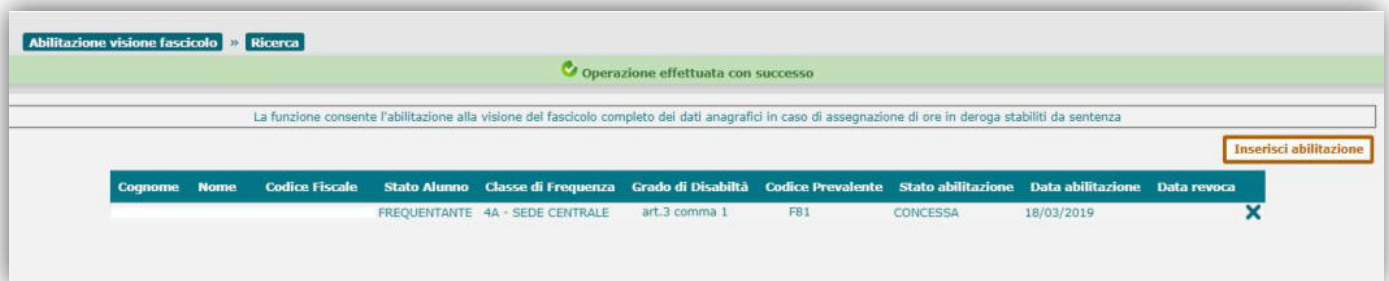 Abilitazione visione fascicolo » Ricerca
Operazione effettuata con successo
La funzione consente l'abilitazione alla visione del fascicolo completo dei dati anagrafici in caso di assegnazione di ore in deroga stabiliti da sentenza
Inserisci abilitazione
Cognome Nome Codice Fiscale Stato Alunno Classe di Frequenza Grado di Disabiltà Codice Prevalente Stato abilitazione Data abilitazione Data revoca
FREQUENTANTE 4A - SEDE CENTRALE art.3 comma 1 F81 CONCESSA 18/03/2019